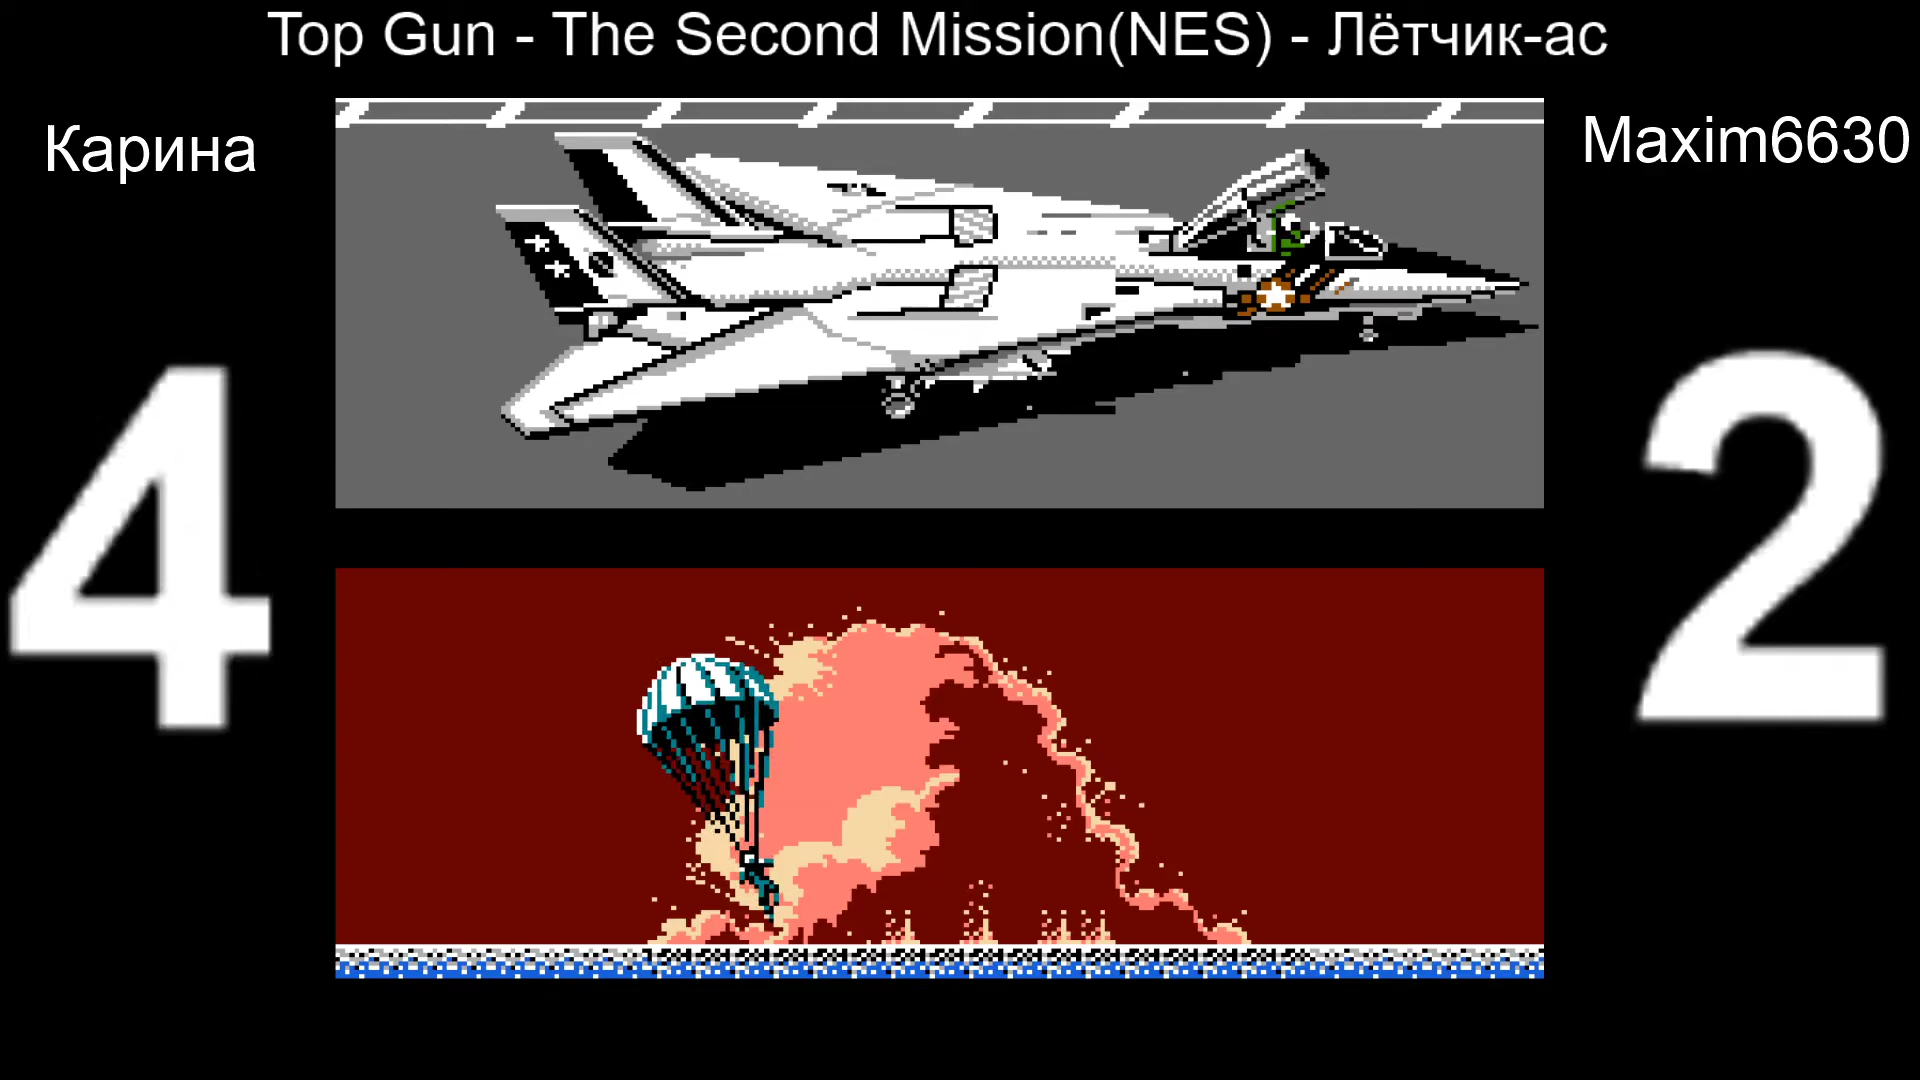 Top Gun - The Second Mission(NES) - Лётчик-ас
Карина
Maxim6630
4
2